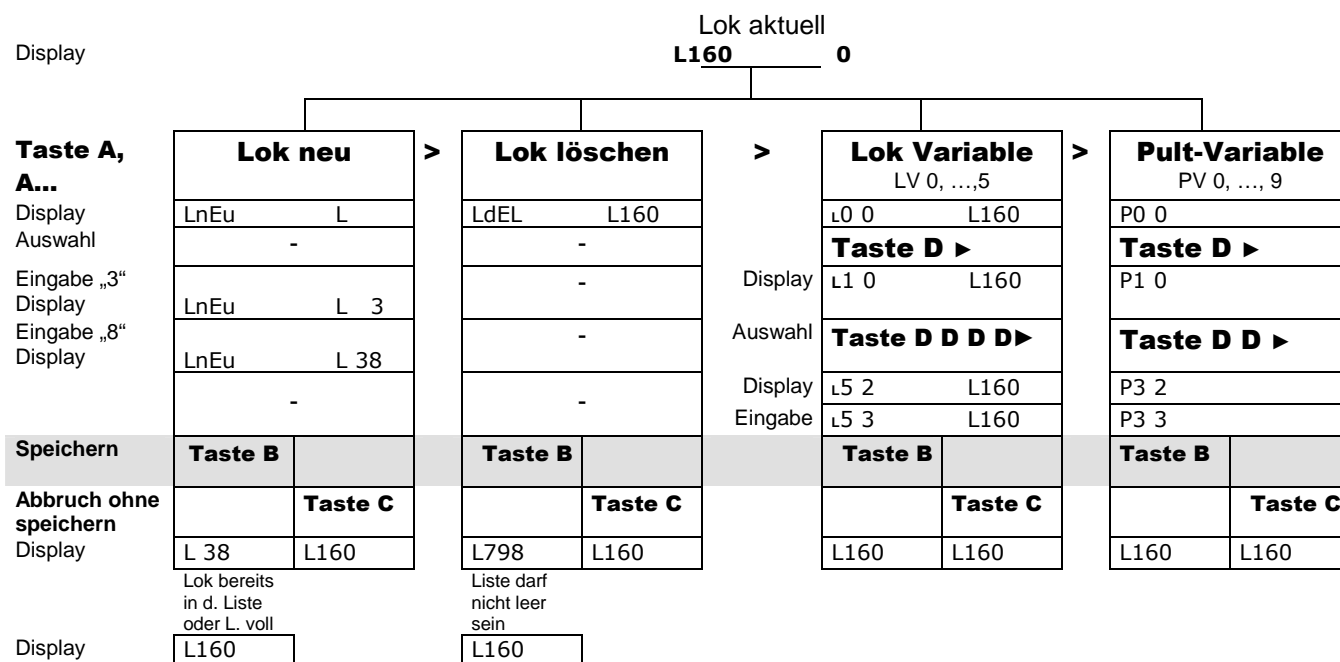 Lok aktuell
Display L160 0
Taste A, A... Lok neu > Lok löschen > Lok Variable > Pult-Variable
LV 0, ...,5 PV 0, ..., 9
Display LnEu L LdEL L160 L0 0 L160 P0 0
Auswahl - - Taste D ► Taste D ►
Eingabe „3“ - Display L1 0 L160 P1 0
Display LnEu L 3
Eingabe „8“ - Auswahl Taste D D D D► Taste D D ►
Display LnEu L 38
- - Display L5 2 L160 P3 2
Eingabe L5 3 L160 P3 3
Speichern Taste B Taste B Taste B Taste B
Abbruch ohne speichern Taste C Taste C Taste C Taste C
Display L 38 L160 L798 L160 L160 L160 L160 L160
Lok bereits Liste darf
in d. Liste nicht leer
oder L. voll sein
Display L160 L160